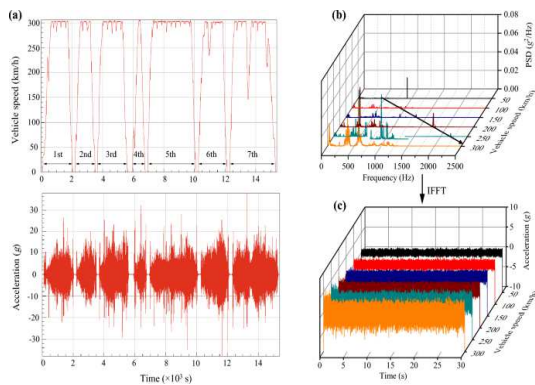 (a)
300
250
200
150
100
50
0
Vehicle speed (km/h)
1st 2nd 3rd 4th 5th 6th 7th
0 2 4 6 8 10 12 14
30
20
10
0
-10
-20
-30
Acceleration (g)
0 2 4 6 8 10 12 14
Time (×10³ s)
(b)
0.08
0.06
0.04
0.02
0.00
PSD (g²/Hz)
50
100
150
200
250
300
Vehicle speed (km/h)
0 500 1000 1500 2000 2500
Frequency (Hz)
IFFT
(c)
10
5
0
-5
-10
Acceleration (g)
50
100
150
200
250
300
Vehicle speed (km/h)
0 5 10 15 20 25 30
Time (s)